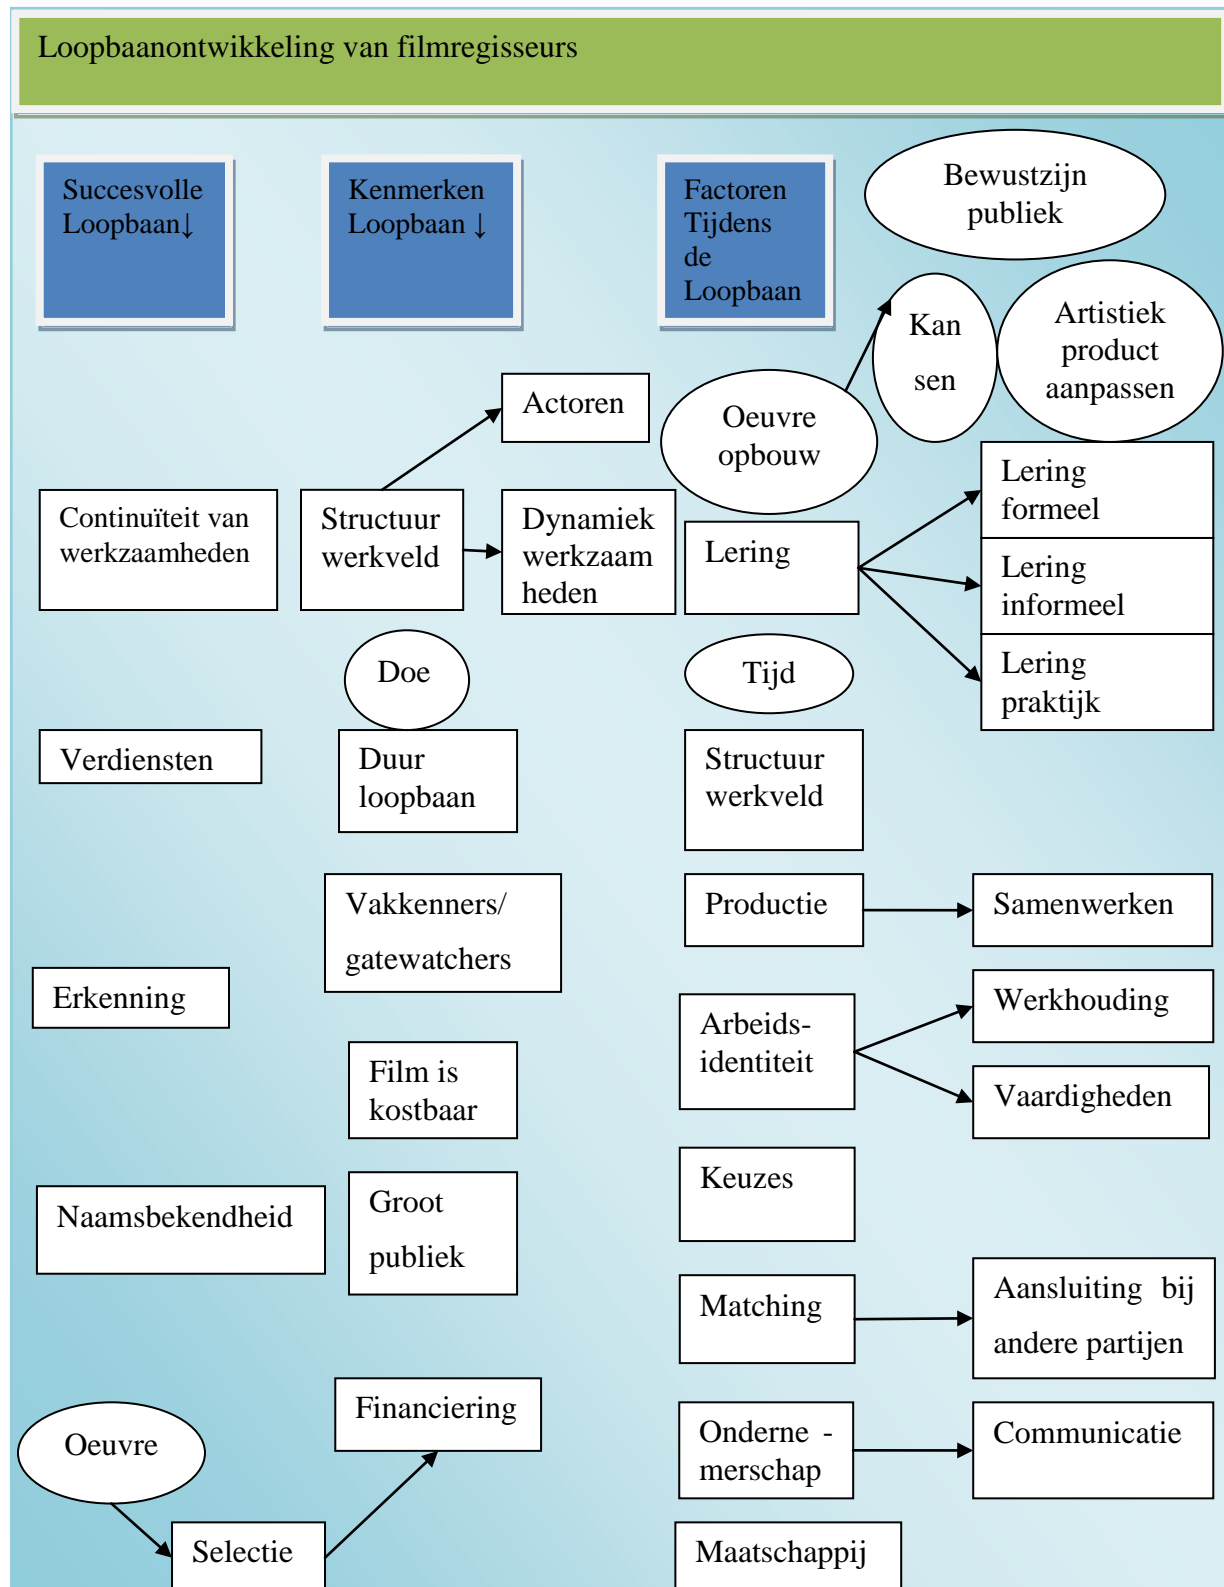 Loopbaanontwikkeling van filmregisseurs
Succesvolle
Loopbaan↓
Kenmerken
Loopbaan ↓
Factoren
Tijdens
de
Loopbaan
Bewustzijn
publiek
Kan
sen
Artistiek
product
aanpassen
Actoren
Oeuvre
opbouw
Continuïteit van
werkzaamheden
Structuur
werkveld
Dynamiek
werkzaam
heden
Lering
Lering
formeel
Lering
informeel
Lering
praktijk
Doe
Tijd
Verdiensten
Duur
loopbaan
Structuur
werkveld
Vakkenners/
gatewatchers
Productie
Samenwerken
Erkenning
Arbeids-
identiteit
Werkhouding
Vaardigheden
Film is
kostbaar
Keuzes
Naamsbekendheid
Groot
publiek
Matching
Aansluiting bij
andere partijen
Financiering
Oeuvre
Onderne -
merschap
Communicatie
Selectie
Maatschappij